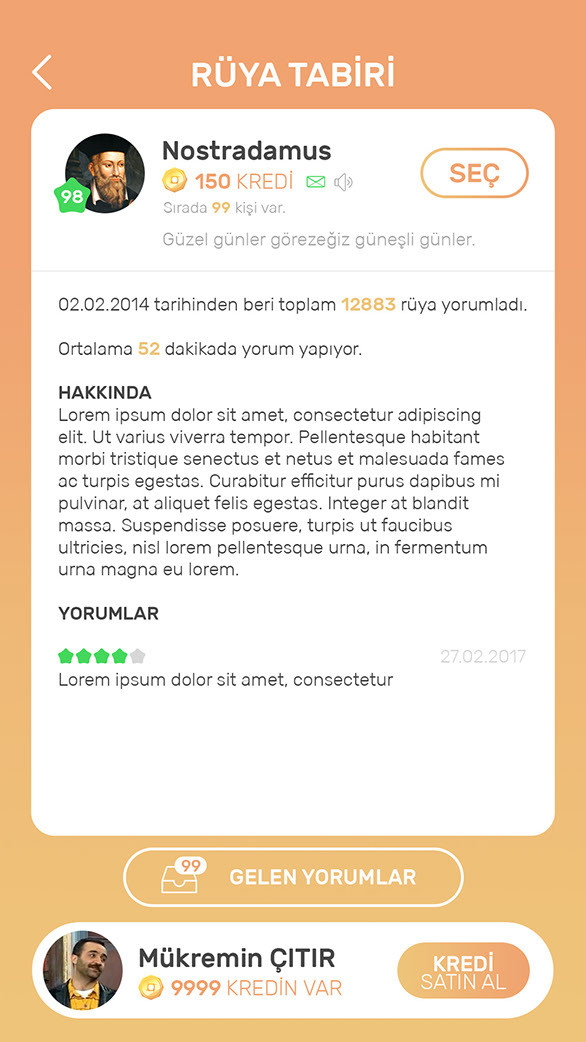 RÜYA TABİRİ
Nostradamus
150 KREDİ
SEÇ
98
Sırada 99 kişi var.
Güzel günler görezeğiz güneşli günler.
02.02.2014 tarihinden beri toplam 12883 rüya yorumladı.
Ortalama 52 dakikada yorum yapıyor.
HAKKINDA
Lorem ipsum dolor sit amet, consectetur adipiscing
elit. Ut varius viverra tempor. Pellentesque habitant
morbi tristique senectus et netus et malesuada fames
ac turpis egestas. Curabitur efficitur purus dapibus mi
pulvinar, at aliquet felis egestas. Integer at blandit
massa. Suspendisse posuere, turpis ut faucibus
ultricies, nisl lorem pellentesque urna, in fermentum
urna magna eu lorem.
YORUMLAR
27.02.2017
Lorem ipsum dolor sit amet, consectetur
99
GELEN YORUMLAR
Mükremin ÇITIR
9999 KREDİN VAR
KREDİ
SATIN AL